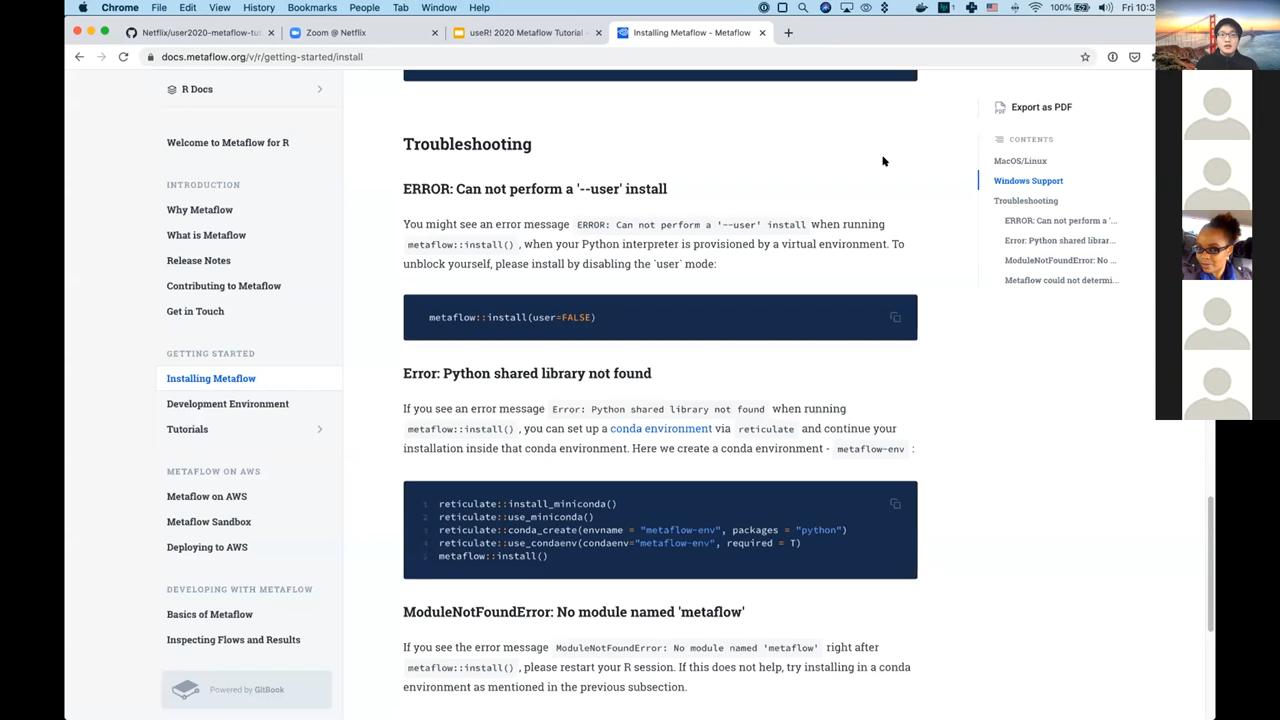 Chrome File Edit View History Bookmarks People Tab Window Help 100% Fri 10:3
Netflix/user2020-metaflow-tu Zoom @ Netflix useR! 2020 Metaflow Tutorial - Installing Metaflow - Metaflow
docs.metaflow.org/v/r/getting-started/install
R Docs
Welcome to Metaflow for R
INTRODUCTION
Why Metaflow
What is Metaflow
Release Notes
Contributing to Metaflow
Get in Touch
GETTING STARTED
Installing Metaflow
Development Environment
Tutorials
METAFLOW ON AWS
Metaflow on AWS
Metaflow Sandbox
Deploying to AWS
DEVELOPING WITH METAFLOW
Basics of Metaflow
Inspecting Flows and Results
Powered by GitBook
Troubleshooting
ERROR: Can not perform a '--user' install
You might see an error message ERROR: Can not perform a '--user' install when running
metaflow::install() , when your Python interpreter is provisioned by a virtual environment. To
unblock yourself, please install by disabling the `user` mode:
metaflow::install(user=FALSE)
Error: Python shared library not found
If you see an error message Error: Python shared library not found when running
metaflow::install() , you can set up a conda environment via reticulate and continue your
installation inside that conda environment. Here we create a conda environment - metaflow-env :
1 reticulate::install_miniconda()
2 reticulate::use_miniconda()
3 reticulate::conda_create(envname = "metaflow-env", packages = "python")
4 reticulate::use_condaenv(condaenv="metaflow-env", required = T)
5 metaflow::install()
ModuleNotFoundError: No module named 'metaflow'
If you see the error message ModuleNotFoundError: No module named 'metaflow' right after
metaflow::install() , please restart your R session. If this does not help, try installing in a conda
environment as mentioned in the previous subsection.
Export as PDF
CONTENTS
MacOS/Linux
Windows Support
Troubleshooting
ERROR: Can not perform a '...
Error: Python shared librar...
ModuleNotFoundError: No ...
Metaflow could not determi...